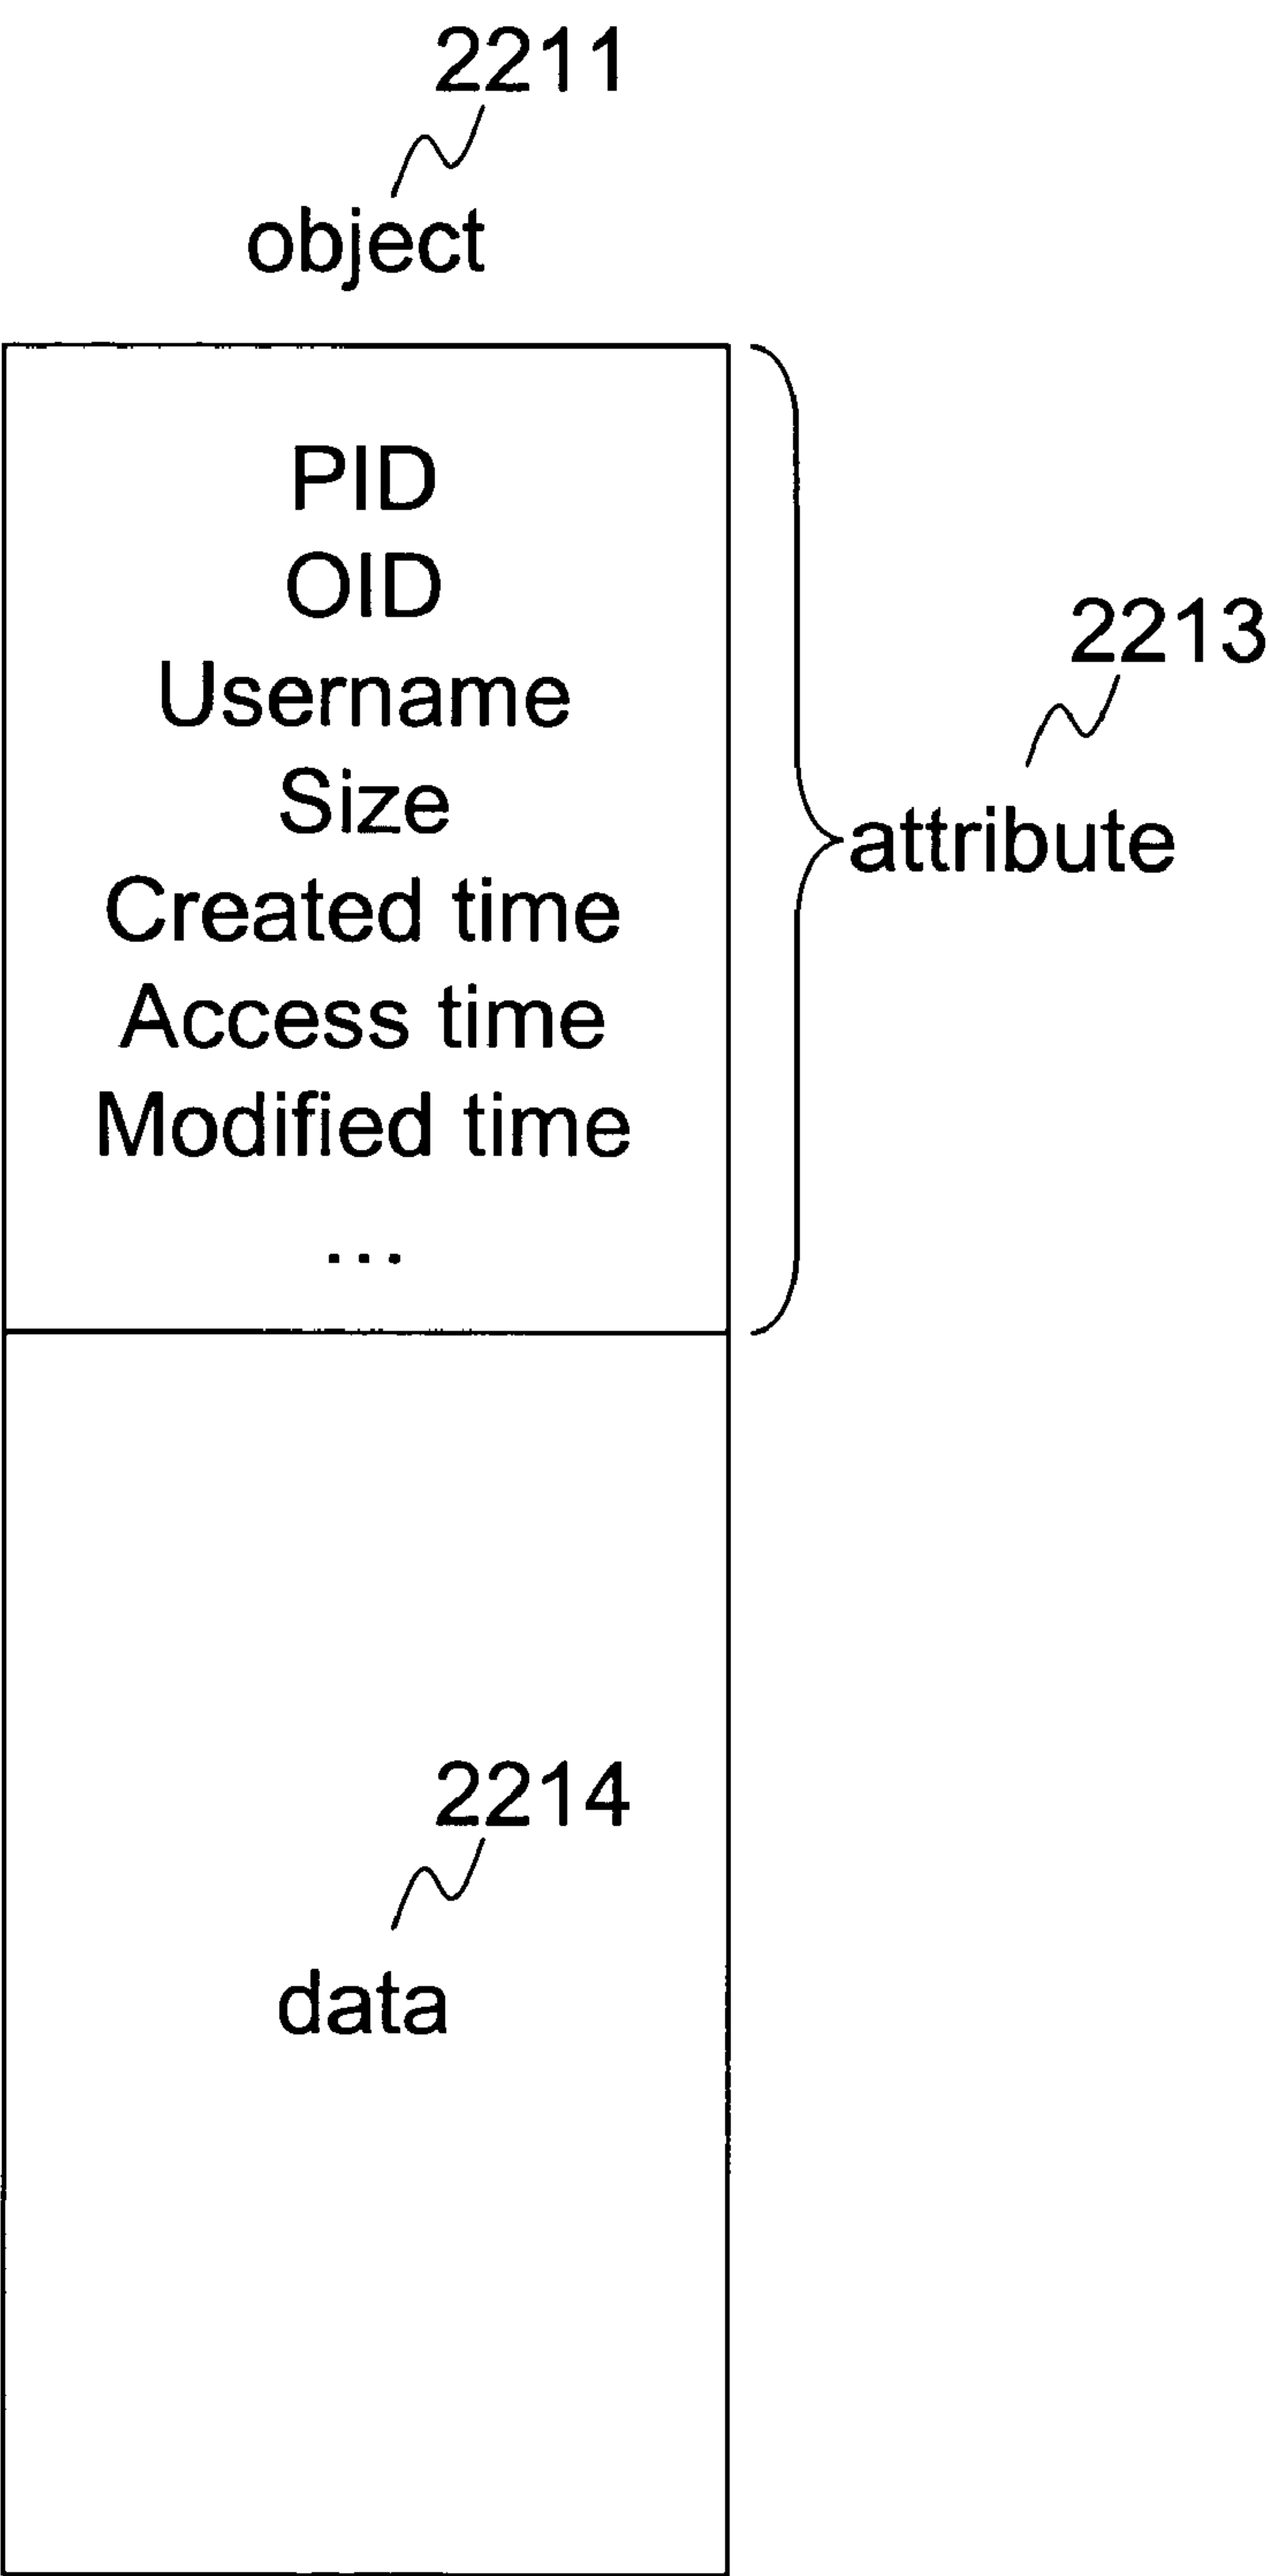 2211
object
PID
OID
Username
2213
Size
attribute
Created time
Access time
Modified time
...
2214
data